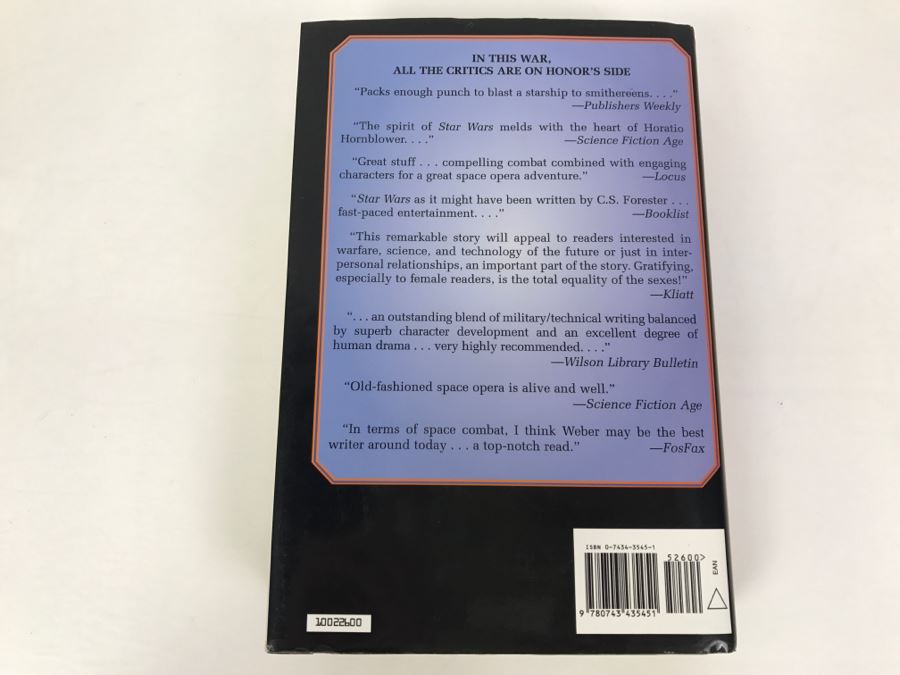 IN THIS WAR,
ALL THE CRITICS ARE ON HONOR'S SIDE
"Packs enough punch to blast a starship to smithereens. . . ."
—Publishers Weekly
"The spirit of Star Wars melds with the heart of Horatio
Hornblower. . . ." —Science Fiction Age
"Great stuff . . . compelling combat combined with engaging
characters for a great space opera adventure." —Locus
"Star Wars as it might have been written by C.S. Forester . . .
fast-paced entertainment. . . ." —Booklist
"This remarkable story will appeal to readers interested in
warfare, science, and technology of the future or just in inter-
personal relationships, an important part of the story. Gratifying,
especially to female readers, is the total equality of the sexes!"
—Kliatt
". . . an outstanding blend of military/technical writing balanced
by superb character development and an excellent degree of
human drama . . . very highly recommended. . . ."
—Wilson Library Bulletin
"Old-fashioned space opera is alive and well."
—Science Fiction Age
"In terms of space combat, I think Weber may be the best
writer around today . . . a top-notch read." —FosFax
ISBN 0-7434-3545-1
52600>
EAN
9 780743 435451
10022600